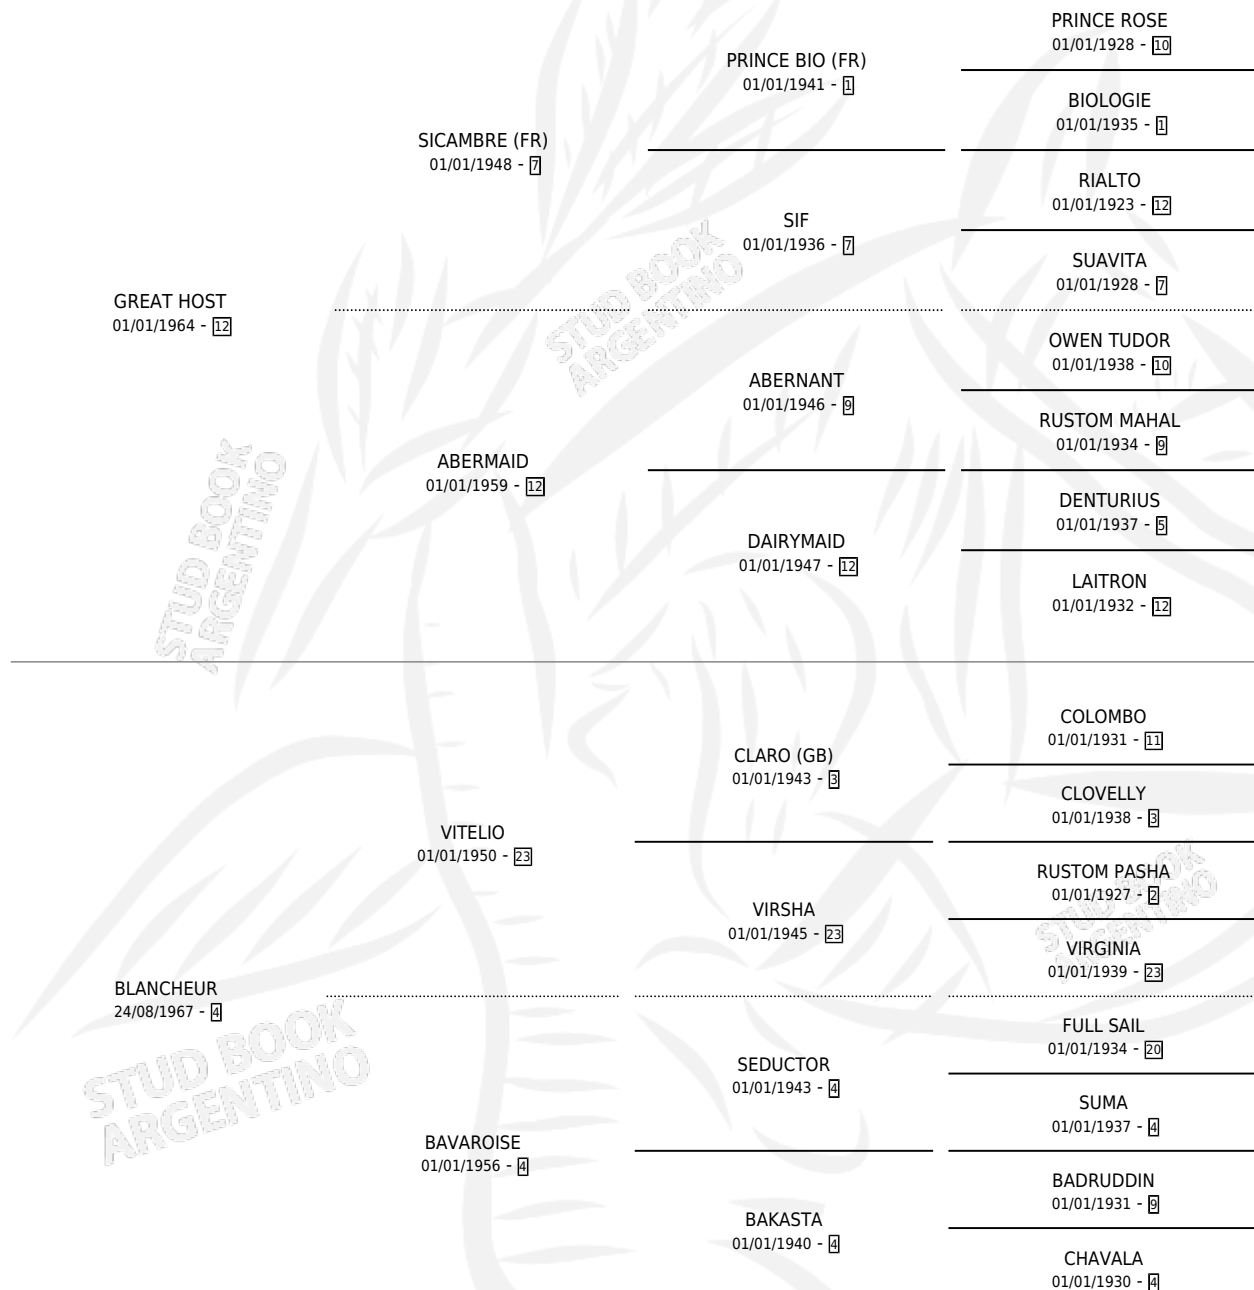 PRINCE ROSE
01/01/1928 - 10
PRINCE BIO (FR)
01/01/1941 - 1
BIOLOGIE
01/01/1935 - 1
SICAMBRE (FR)
01/01/1948 - 7
RIALTO
01/01/1923 - 12
SIF
01/01/1936 - 7
SUAVITA
01/01/1928 - 7
STUD BOOK
ARGENTINO
GREAT HOST
01/01/1964 - 12
OWEN TUDOR
01/01/1938 - 10
ABERNANT
01/01/1946 - 9
RUSTOM MAHAL
01/01/1934 - 9
ABERMAID
01/01/1959 - 12
DENTURIUS
01/01/1937 - 5
DAIRYMAID
01/01/1947 - 12
LAITRON
01/01/1932 - 12
STUD BOOK
ARGENTINO
COLOMBO
01/01/1931 - 11
CLARO (GB)
01/01/1943 - 3
CLOVELLY
01/01/1938 - 3
VITELIO
01/01/1950 - 23
RUSTOM PASHA
01/01/1927 - 2
VIRSHA
01/01/1945 - 23
VIRGINIA
01/01/1939 - 23
STUD BOOK
ARGENTINO
BLANCHEUR
24/08/1967 - 4
FULL SAIL
01/01/1934 - 20
SEDUCTOR
01/01/1943 - 4
SUMA
01/01/1937 - 4
STUD BOOK
ARGENTINO
BAVAROISE
01/01/1956 - 4
BADRUDDIN
01/01/1931 - 9
BAKASTA
01/01/1940 - 4
CHAVALA
01/01/1930 - 4